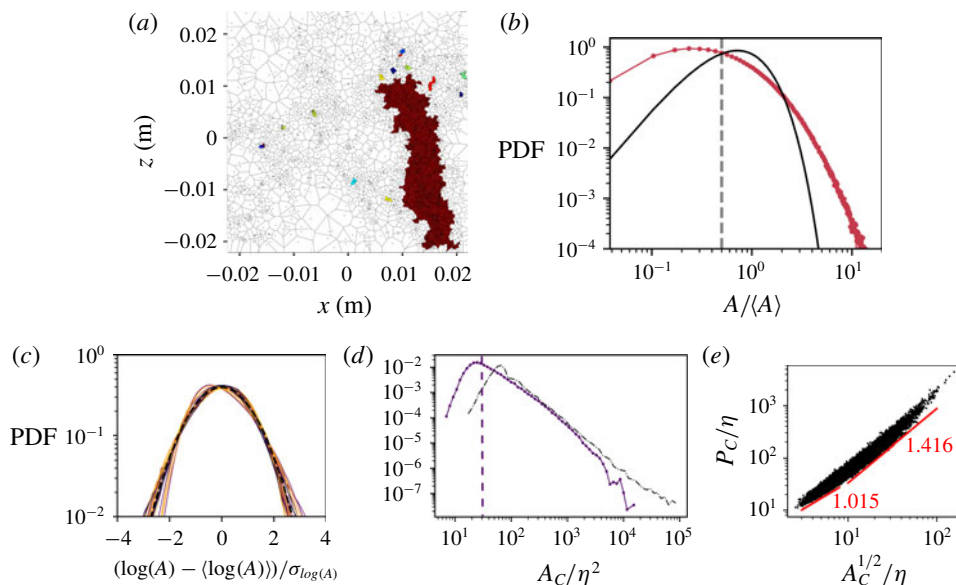 (a)
0.02
0.01
0
−0.01
−0.02
z (m)
−0.02 −0.01 0 0.01 0.02
x (m)
(b)
10^0
10^−1
10^−2
10^−3
10^−4
PDF
10^−1 10^0 10^1
A/⟨A⟩
(c)
10^0
10^−1
10^−2
PDF
−4 −2 0 2 4
(log(A) − ⟨log(A)⟩)/σ_log(A)
(d)
10^−2
10^−3
10^−4
10^−5
10^−6
10^−7
10^1 10^2 10^3 10^4 10^5
A_C/η^2
(e)
10^3
10^2
10^1
P_C/η
1.416
1.015
10^1 10^2
A_C^1/2/η